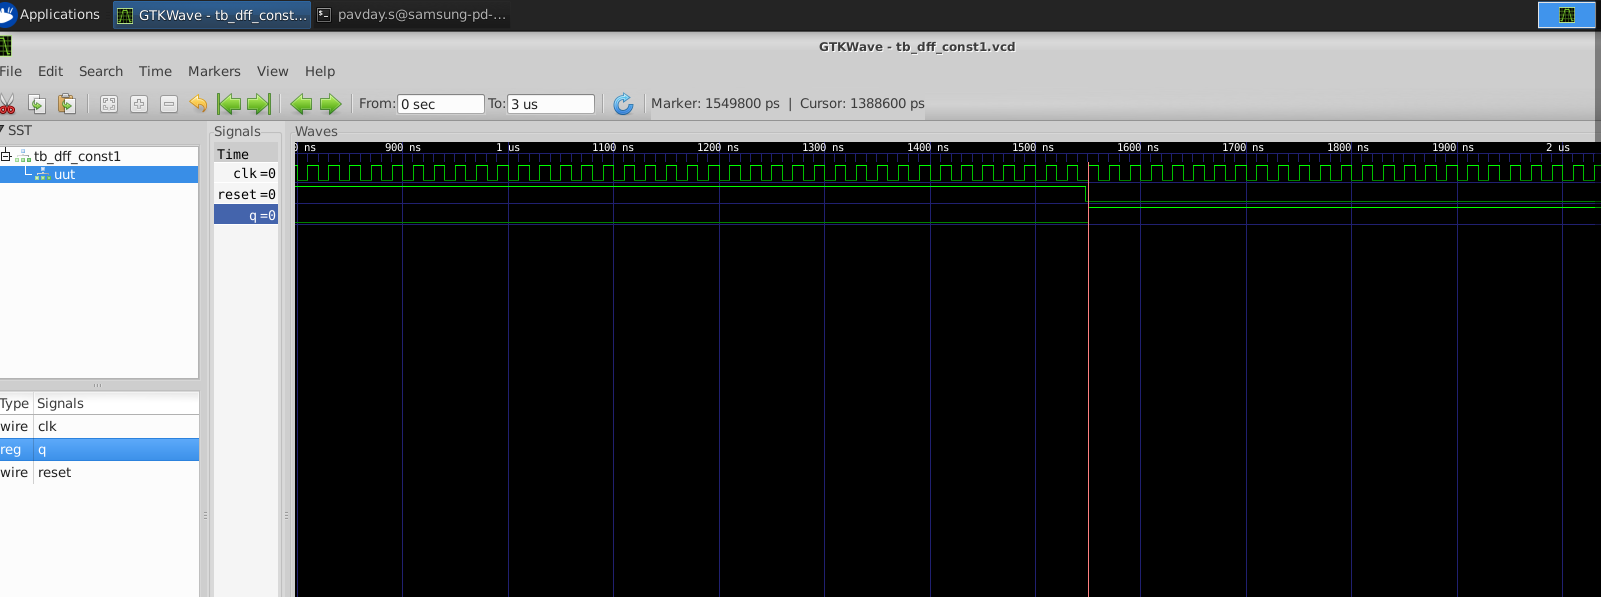 Applications GTKWave - tb_dff_const... pavday.s@samsung-pd-...
GTKWave - tb_dff_const1.vcd
File Edit Search Time Markers View Help
From: 0 sec To: 3 us Marker: 1549800 ps | Cursor: 1388600 ps
SST
tb_dff_const1
uut
Signals
Time
clk=0
reset=0
q=0
Waves
0 ns 900 ns 1 us 1100 ns 1200 ns 1300 ns 1400 ns 1500 ns 1600 ns 1700 ns 1800 ns 1900 ns 2 us
Type Signals
wire clk
reg q
wire reset